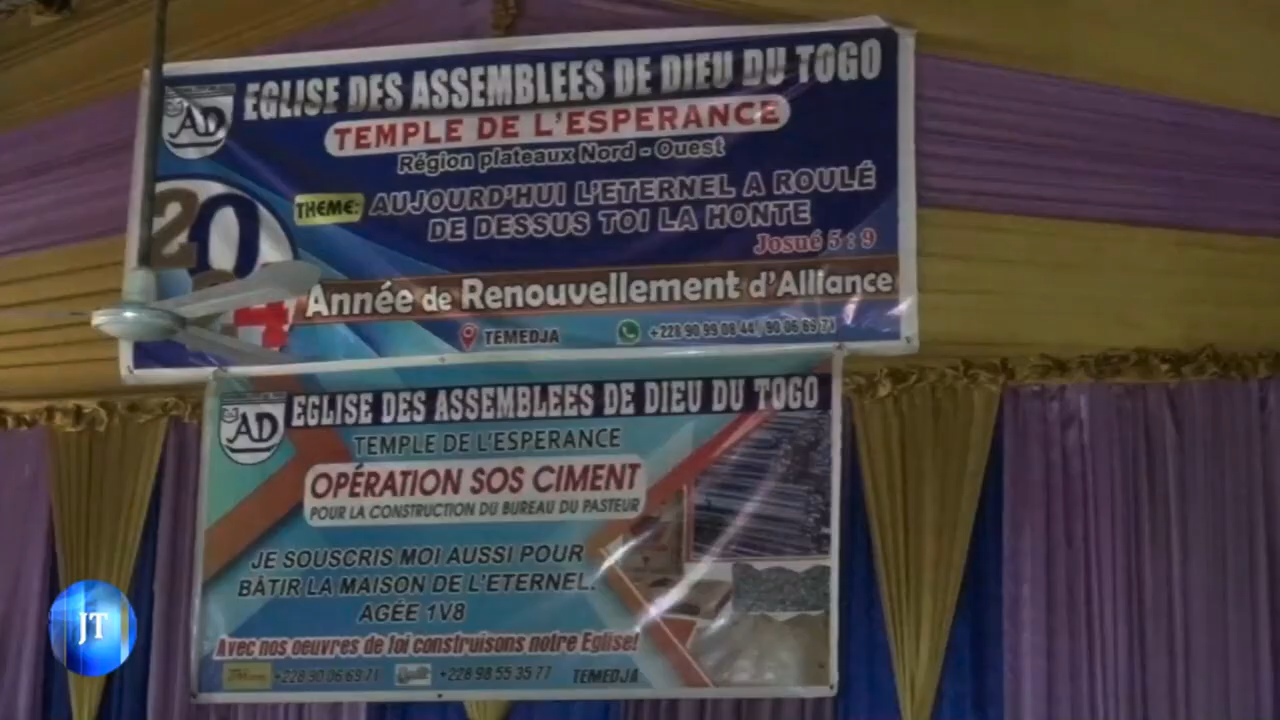 EGLISE DES ASSEMBLEES DE DIEU DU TOGO
AD
TEMPLE DE L'ESPERANCE
Région plateaux Nord - Ouest
THEME: AUJOURD'HUI L'ETERNEL A ROULÉ
DE DESSUS TOI LA HONTE
Josué 5 : 9
20
4
Année de Renouvellement d'Alliance
TEMEDJA +228 90 99 08 44 / 90 06 69 71
EGLISE DES ASSEMBLEES DE DIEU DU TOGO
AD
TEMPLE DE L'ESPERANCE
OPÉRATION SOS CIMENT
POUR LA CONSTRUCTION DU BUREAU DU PASTEUR
JE SOUSCRIS MOI AUSSI POUR
BÂTIR LA MAISON DE L'ETERNEL.
AGÉE 1V8
Avec nos oeuvres de foi construisons notre Eglise!
+228 90 06 69 71 +228 98 55 35 77 TEMEDJA
JT